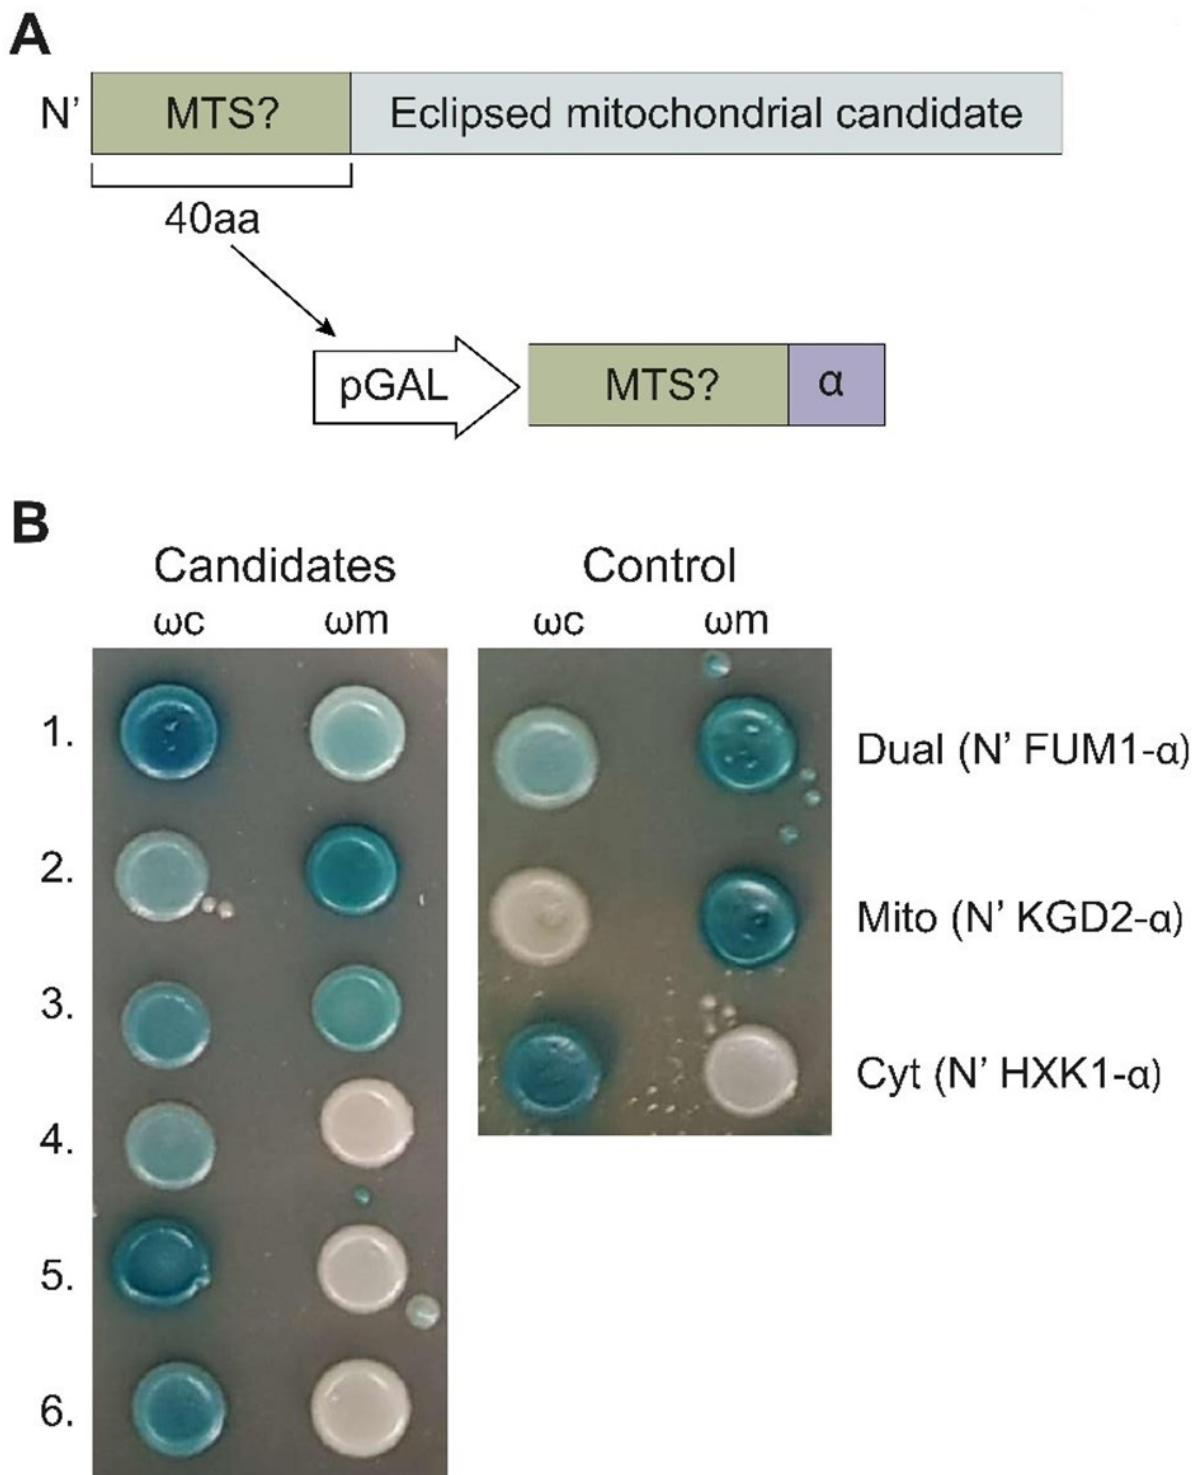 A
N’ MTS? Eclipsed mitochondrial candidate
40aa
pGAL MTS? α
B
Candidates Control
ωc ωm ωc ωm
1.
Dual (N’ FUM1-α)
2.
Mito (N’ KGD2-α)
3.
Cyt (N’ HXK1-α)
4.
5.
6.